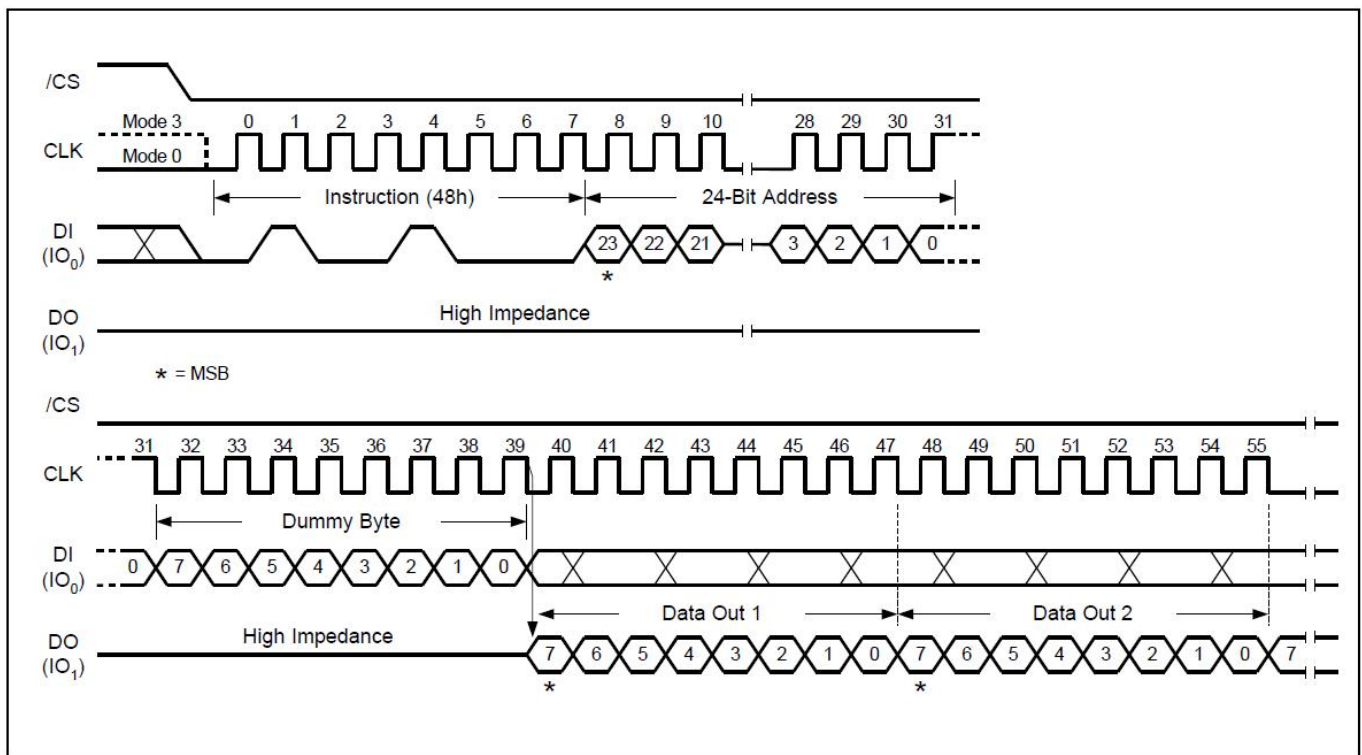 /CS
Mode 3 0 1 2 3 4 5 6 7 8 9 10 28 29 30 31
CLK
Mode 0
Instruction (48h) 24-Bit Address
DI
(IO0) 23 22 21 3 2 1 0
*
DO High Impedance
(IO1)
* = MSB
/CS
31 32 33 34 35 36 37 38 39 40 41 42 43 44 45 46 47 48 49 50 51 52 53 54 55
CLK
Dummy Byte
DI
(IO0) 0 7 6 5 4 3 2 1 0
Data Out 1 Data Out 2
DO High Impedance
(IO1) 7 6 5 4 3 2 1 0 7 6 5 4 3 2 1 0 7
* *